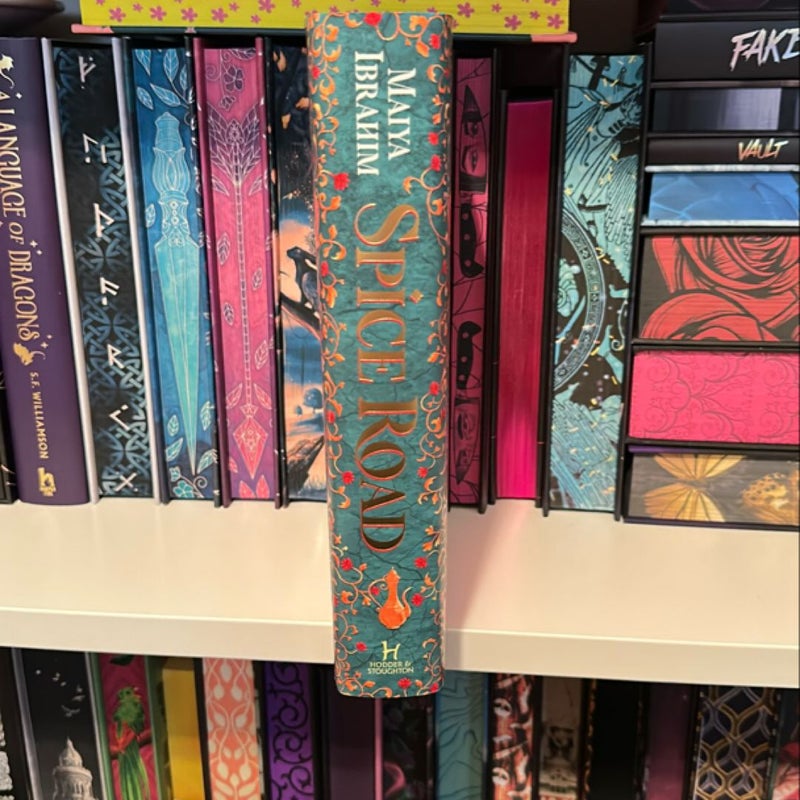 A LANGUAGE OF DRAGONS
S.F. WILLIAMSON
MAIYA
IBRAHIM
SPICE ROAD
H
HODDER &
STOUGHTON
FAKE
VAULT